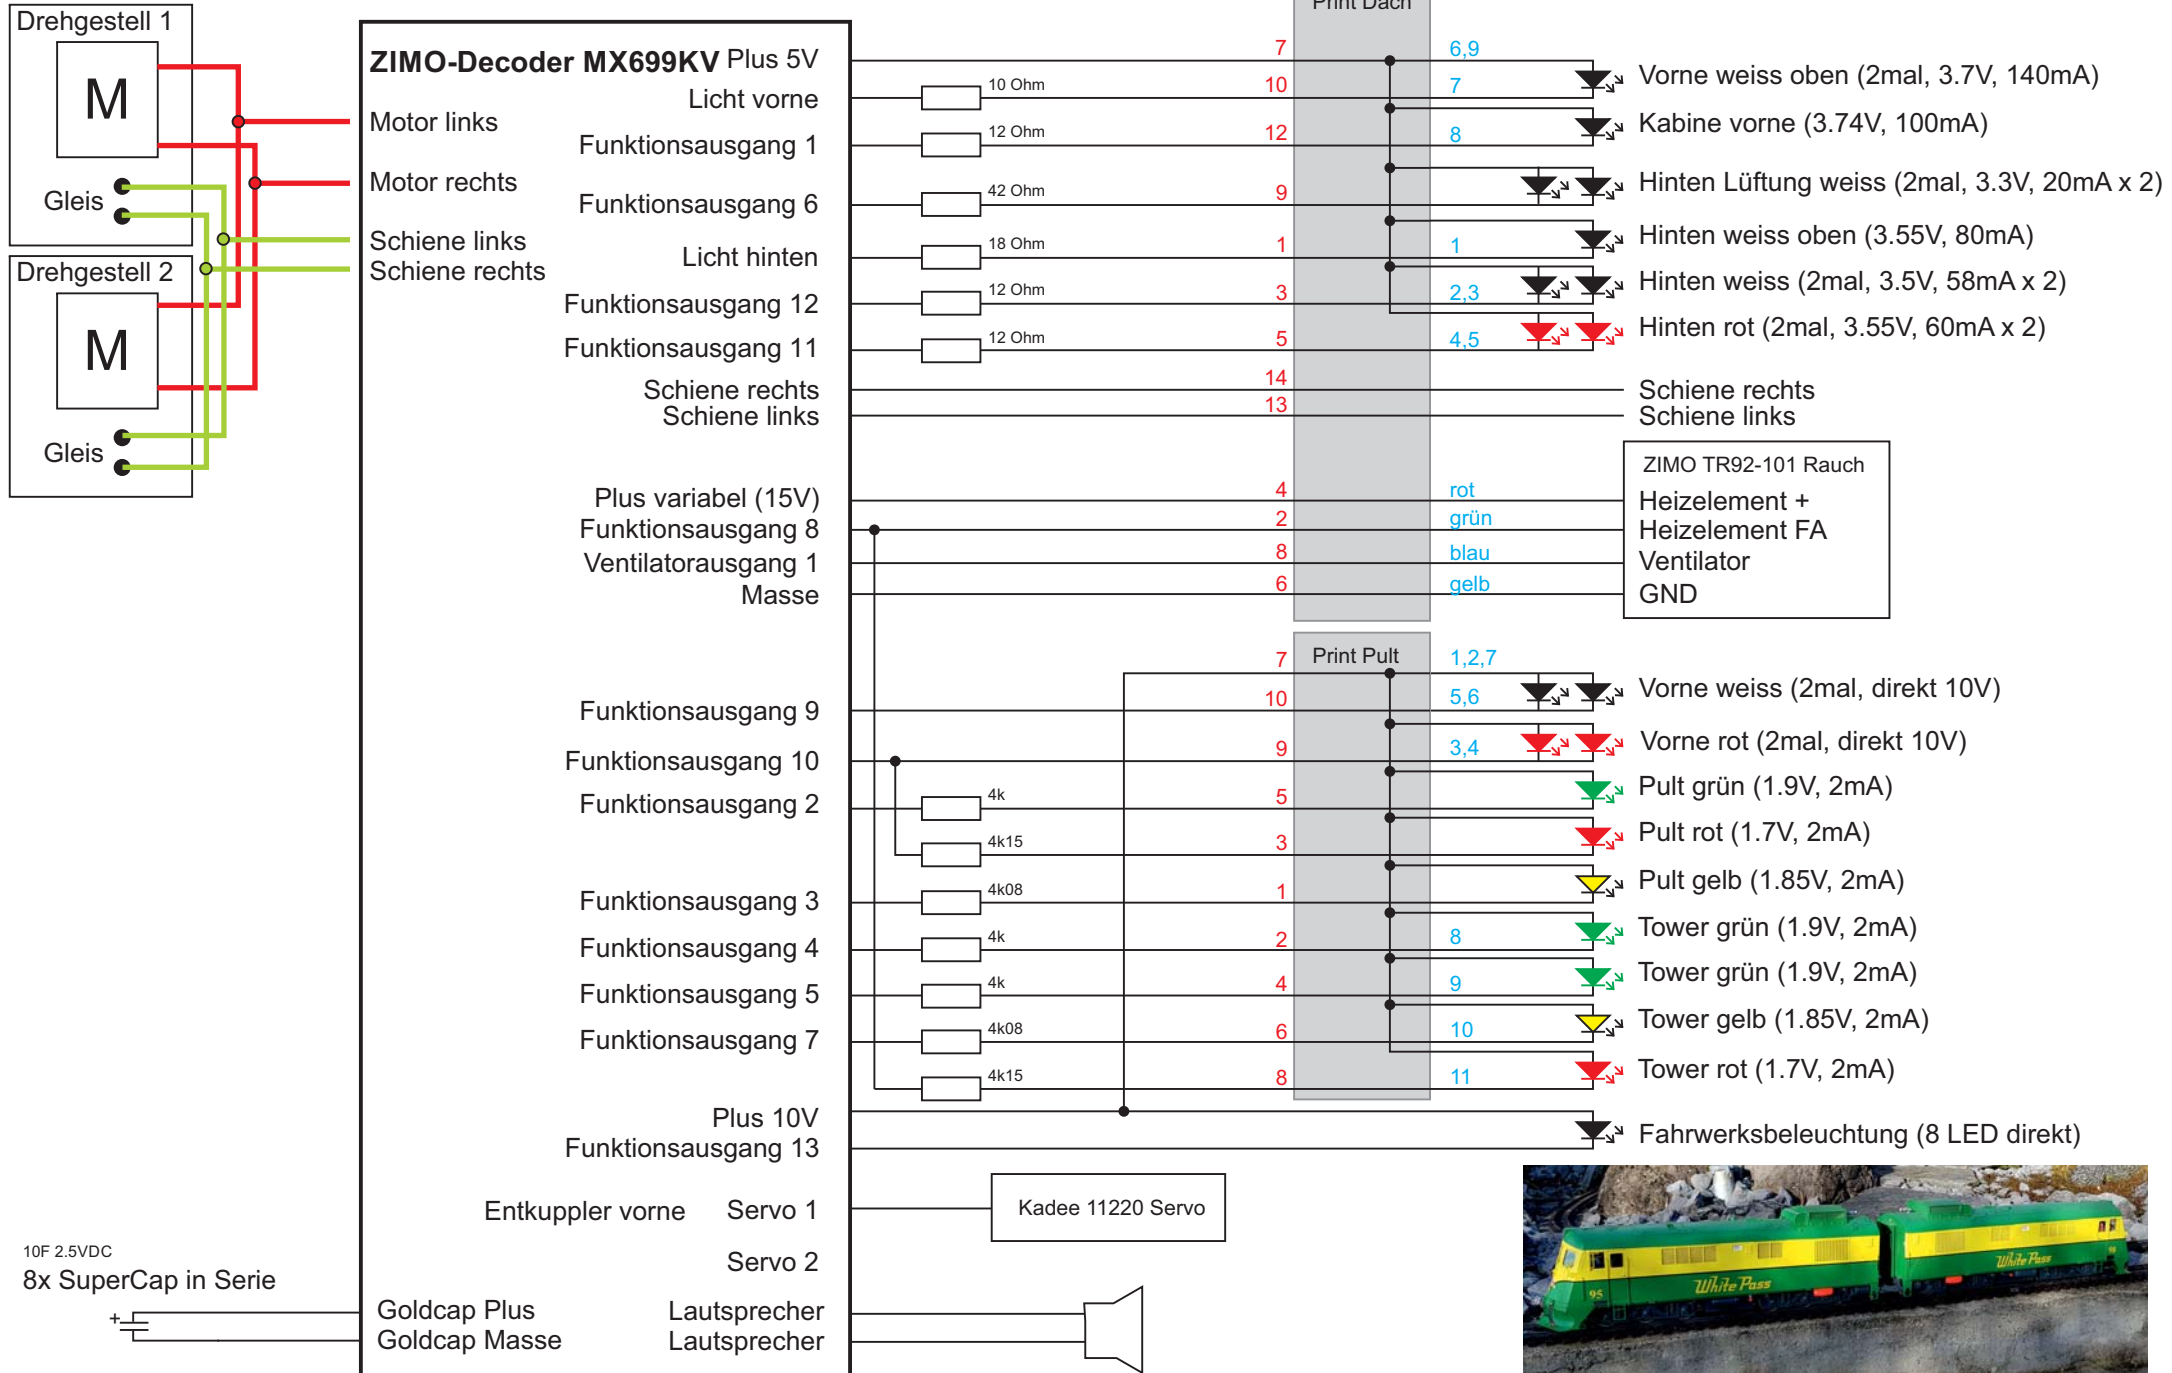 Drehgestell 1
M
Gleis
Drehgestell 2
M
Gleis
10F 2.5VDC
8x SuperCap in Serie
+
ZIMO-Decoder MX699KV
Motor links
Motor rechts
Schiene links
Schiene rechts
Goldcap Plus
Goldcap Masse
Print Dach
Plus 5V 7 6,9 Vorne weiss oben (2mal, 3.7V, 140mA)
Licht vorne 10 Ohm 10 7
Funktionsausgang 1 12 Ohm 12 8 Kabine vorne (3.74V, 100mA)
Funktionsausgang 6 42 Ohm 9 Hinten Lüftung weiss (2mal, 3.3V, 20mA x 2)
Licht hinten 18 Ohm 1 1 Hinten weiss oben (3.55V, 80mA)
Funktionsausgang 12 12 Ohm 3 2,3 Hinten weiss (2mal, 3.5V, 58mA x 2)
Funktionsausgang 11 12 Ohm 5 4,5 Hinten rot (2mal, 3.55V, 60mA x 2)
Schiene rechts 14 Schiene rechts
Schiene links 13 Schiene links
ZIMO TR92-101 Rauch
Plus variabel (15V) 4 rot Heizelement +
Funktionsausgang 8 2 grün Heizelement FA
Ventilatorausgang 1 8 blau Ventilator
Masse 6 gelb GND
7 Print Pult 1,2,7
Funktionsausgang 9 10 5,6 Vorne weiss (2mal, direkt 10V)
Funktionsausgang 10 9 3,4 Vorne rot (2mal, direkt 10V)
Funktionsausgang 2 4k 5 Pult grün (1.9V, 2mA)
4k15 3 Pult rot (1.7V, 2mA)
Funktionsausgang 3 4k08 1 Pult gelb (1.85V, 2mA)
Funktionsausgang 4 4k 2 8 Tower grün (1.9V, 2mA)
Funktionsausgang 5 4k 4 9 Tower grün (1.9V, 2mA)
Funktionsausgang 7 4k08 6 10 Tower gelb (1.85V, 2mA)
4k15 8 11 Tower rot (1.7V, 2mA)
Plus 10V
Funktionsausgang 13 Fahrwerksbeleuchtung (8 LED direkt)
Entkuppler vorne Servo 1 Kadee 11220 Servo
Servo 2
Lautsprecher
Lautsprecher
White Pass
95
White Pass